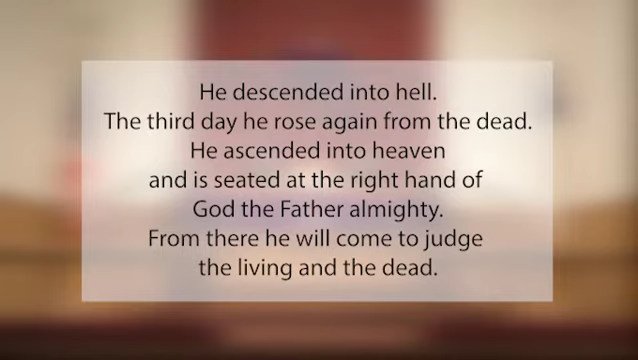 He descended into hell.
The third day he rose again from the dead.
He ascended into heaven
and is seated at the right hand of
God the Father almighty.
From there he will come to judge
the living and the dead.